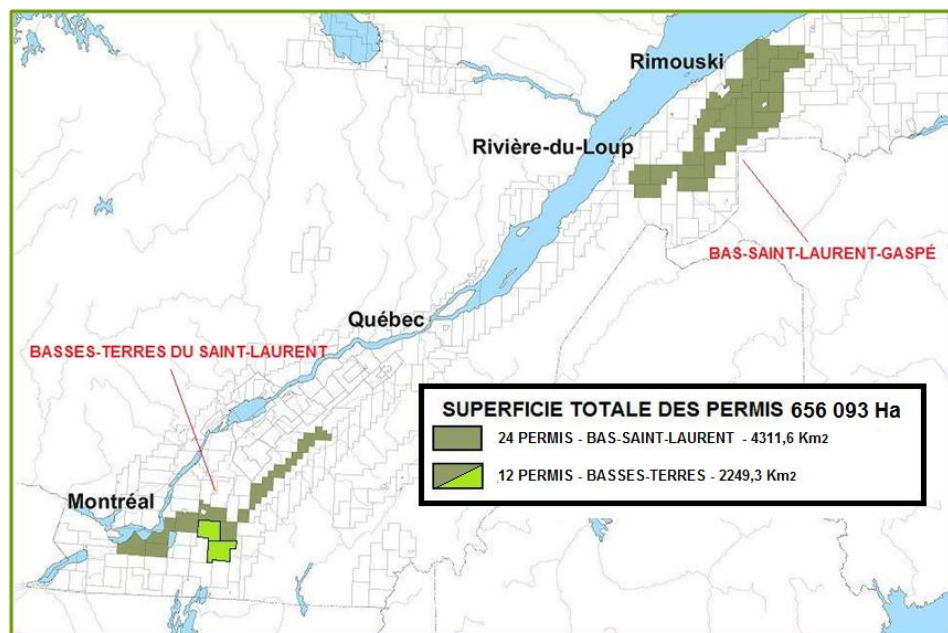 Rimouski
Rivière-du-Loup
BAS-SAINT-LAURENT-GASPÉ
Québec
BASSES-TERRES DU SAINT-LAURENT
SUPERFICIE TOTALE DES PERMIS 656 093 Ha
24 PERMIS - BAS-SAINT-LAURENT - 4311,6 Km2
12 PERMIS - BASSES-TERRES - 2249,3 Km2
Montréal